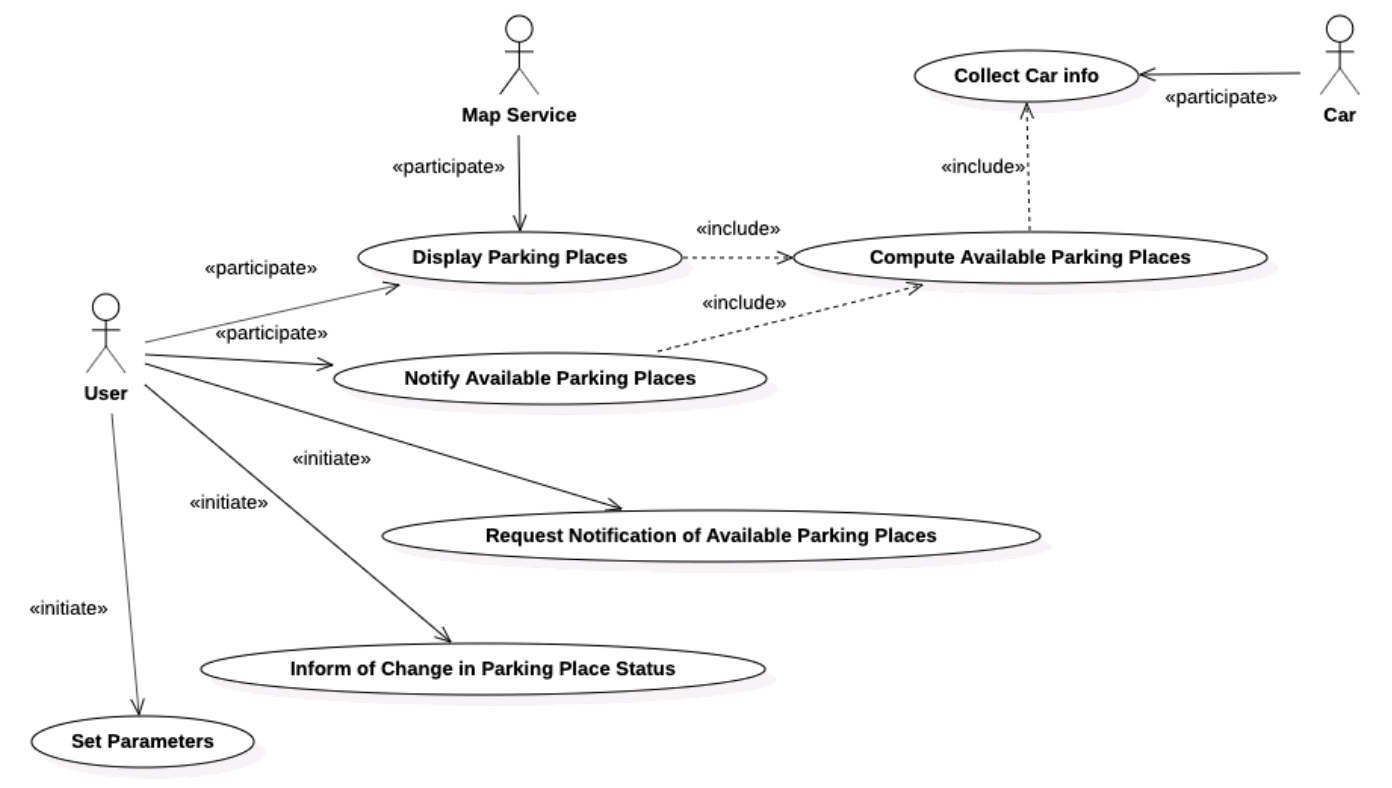 Map Service
Car
Collect Car info
«participate»
«participate»
«include»
Display Parking Places
«include»
Compute Available Parking Places
«participate»
«include»
«participate»
User
Notify Available Parking Places
«initiate»
«initiate»
Request Notification of Available Parking Places
«initiate»
Inform of Change in Parking Place Status
Set Parameters